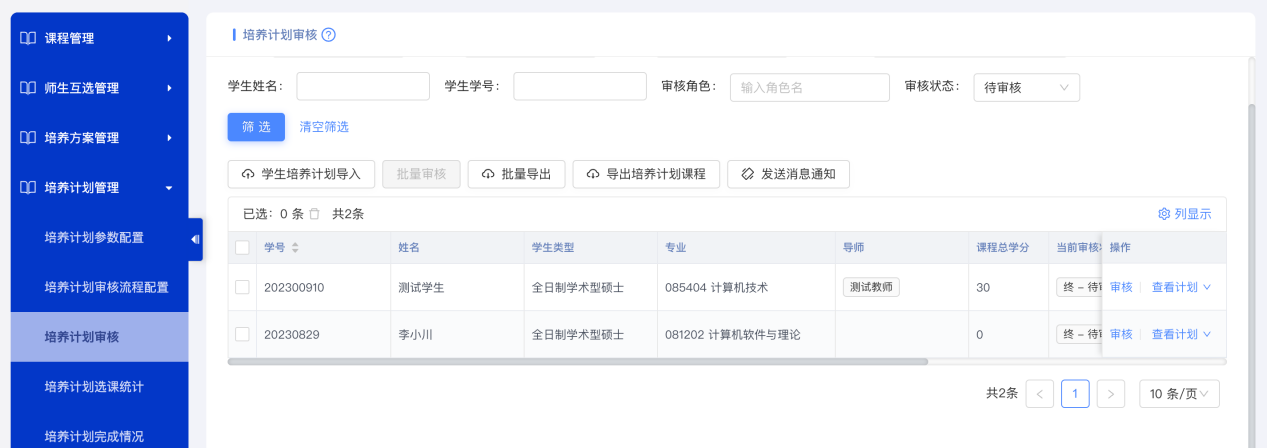 课程管理
师生互选管理
培养方案管理
培养计划管理
培养计划参数配置
培养计划审核流程配置
培养计划审核
培养计划选课统计
培养计划完成情况
培养计划审核 ?
学生姓名： 学生学号： 审核角色： 输入角色名 审核状态： 待审核
筛 选 清空筛选
学生培养计划导入 批量审核 批量导出 导出培养计划课程 发送消息通知
已选：0 条 共2条 列显示
学号 姓名 学生类型 专业 导师 课程总学分 当前审核 操作
202300910 测试学生 全日制学术型硕士 085404 计算机技术 测试教师 30 终 – 待 审核 查看计划
20230829 李小川 全日制学术型硕士 081202 计算机软件与理论 0 终 – 待 审核 查看计划
共2条 < 1 > 10 条/页